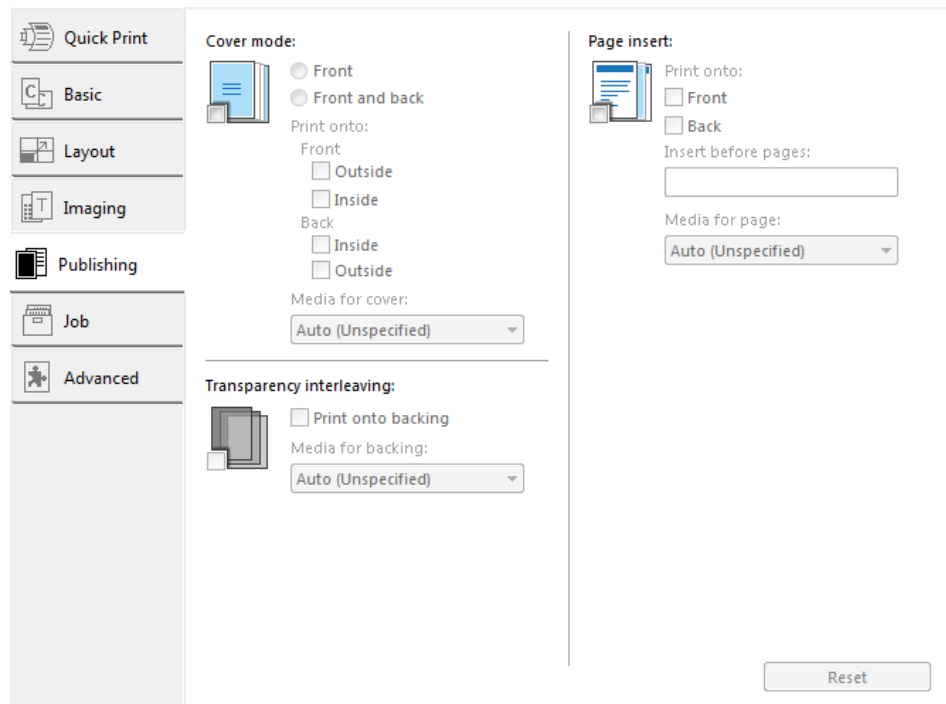 Quick Print
Basic
Layout
Imaging
Publishing
Job
Advanced
Cover mode:
Front
Front and back
Print onto:
Front
Outside
Inside
Back
Inside
Outside
Media for cover:
Auto (Unspecified)
Transparency interleaving:
Print onto backing
Media for backing:
Auto (Unspecified)
Page insert:
Print onto:
Front
Back
Insert before pages:
Media for page:
Auto (Unspecified)
Reset